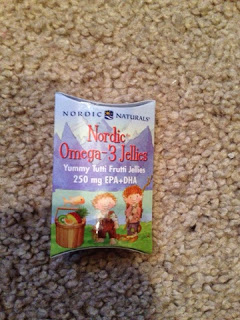 NORDIC NATURALS®
Nordic
Omega-3 Jellies
Yummy Tutti Frutti Jellies
250 mg EPA+DHA